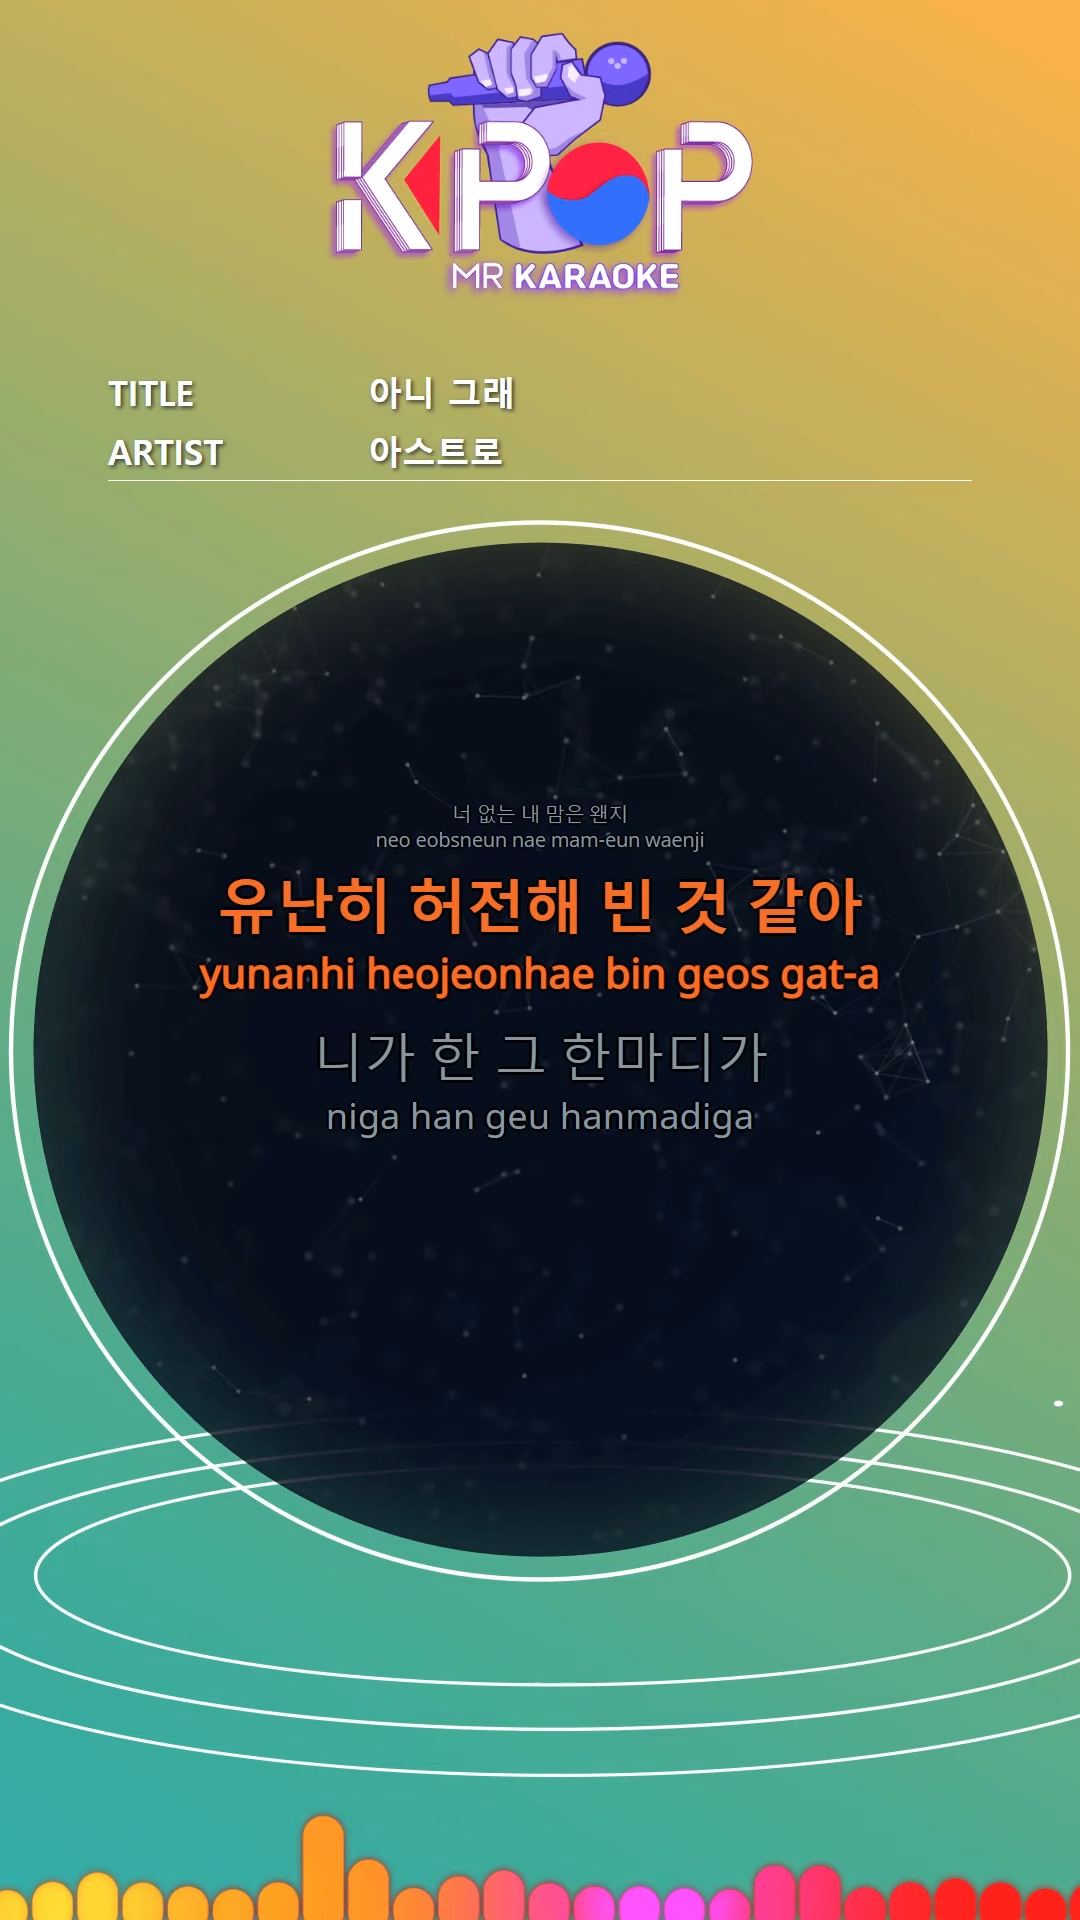 KPOP
MR KARAOKE
TITLE 아니 그래
ARTIST 아스트로
너 없는 내 맘은 왠지
neo eobsneun nae mam-eun waenji
유난히 허전해 빈 것 같아
yunanhi heojeonhae bin geos gat-a
니가 한 그 한마디가
niga han geu hanmadiga